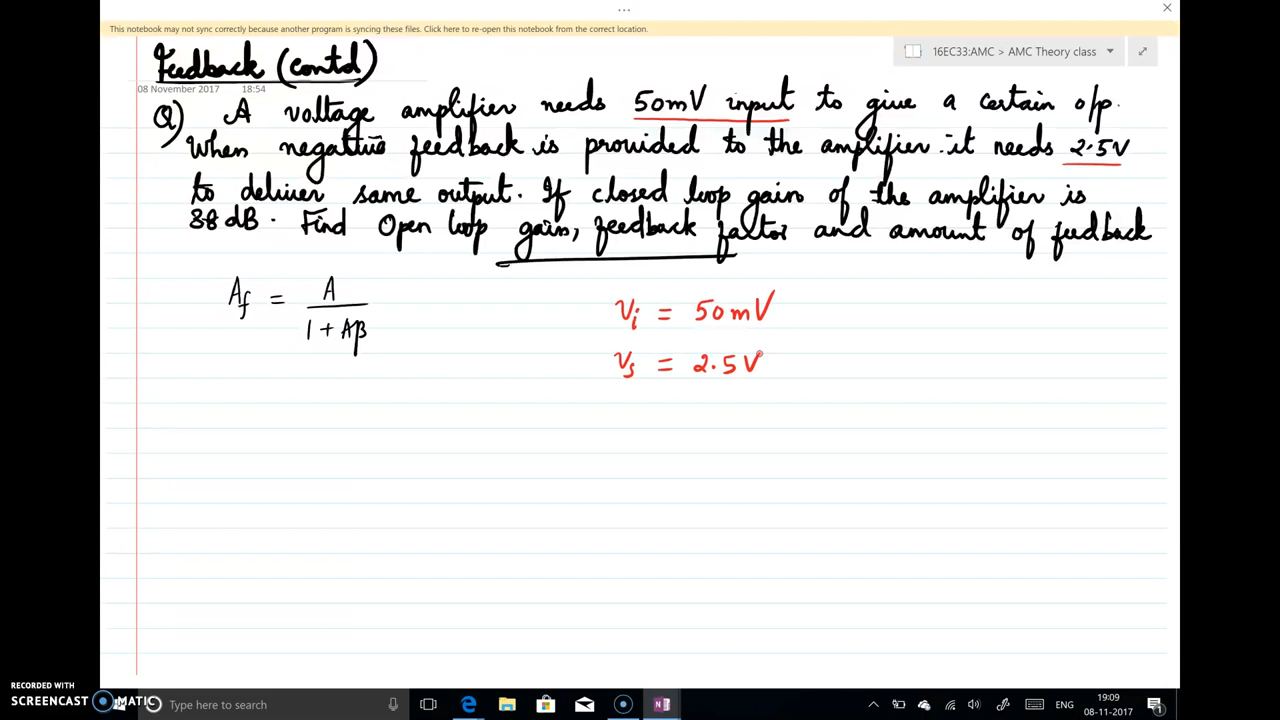 This notebook may not sync correctly because another program is syncing these files. Click here to re-open this notebook from the correct location.
Feedback (contd)
16EC33:AMC > AMC Theory class
08 November 2017 18:54
Q) A voltage amplifier needs 50mV input to give a certain o/p.
When negative feedback is provided to the amplifier it needs 2.5V
to deliver same output. If closed loop gain of the amplifier is
38 dB. Find Open loop gain, feedback factor and amount of feedback
Af = A / 1 + Aβ
Vi = 50mV
Vs = 2.5V
RECORDED WITH
SCREENCAST MATIC
Type here to search
ENG
19:09
08-11-2017
1